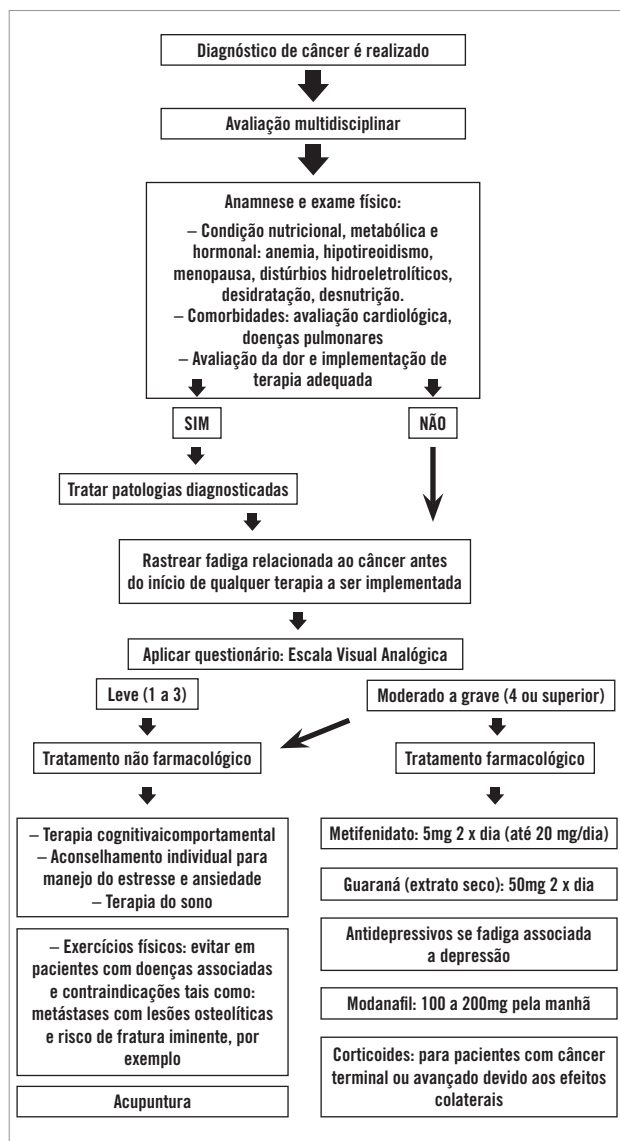 Diagnóstico de câncer é realizado
Avaliação multidisciplinar
Anamnese e exame físico:
– Condição nutricional, metabólica e
hormonal: anemia, hipotireoidismo,
menopausa, distúrbios hidroeletrolíticos,
desidratação, desnutrição.
– Comorbidades: avaliação cardiológica,
doenças pulmonares
– Avaliação da dor e implementação de
terapia adequada
SIM
NÃO
Tratar patologias diagnosticadas
Rastrear fadiga relacionada ao câncer antes
do início de qualquer terapia a ser implementada
Aplicar questionário: Escala Visual Analógica
Leve (1 a 3)
Moderado a grave (4 ou superior)
Tratamento não farmacológico
Tratamento farmacológico
– Terapia cognitivaicomportamental
– Aconselhamento individual para
manejo do estresse e ansiedade
– Terapia do sono
– Exercícios físicos: evitar em
pacientes com doenças associadas
e contraindicações tais como:
metástases com lesões osteolíticas
e risco de fratura iminente, por
exemplo
Acupuntura
Metifenidato: 5mg 2 x dia (até 20 mg/dia)
Guaraná (extrato seco): 50mg 2 x dia
Antidepressivos se fadiga associada
a depressão
Modanafil: 100 a 200mg pela manhã
Corticoides: para pacientes com câncer
terminal ou avançado devido aos efeitos
colaterais